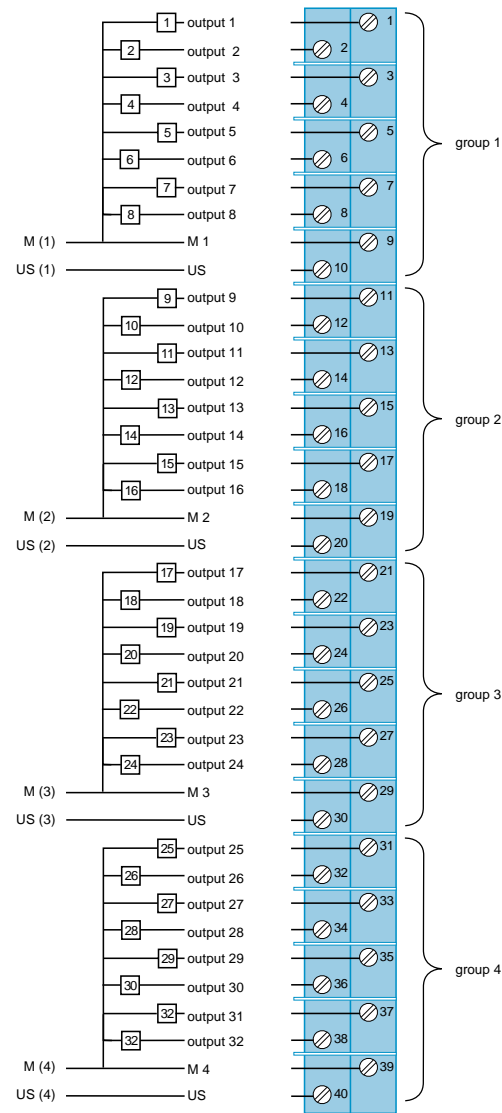 1 output 1 1
2 output 2 2
3 output 3 3
4 output 4 4
5 output 5 5
group 1
6 output 6 6
7 output 7 7
8 output 8 8
M (1) M 1 9
US (1) US 10
9 output 9 11
10 output 10 12
11 output 11 13
12 output 12 14
13 output 13 15
group 2
14 output 14 16
15 output 15 17
16 output 16 18
M (2) M 2 19
US (2) US 20
17 output 17 21
18 output 18 22
19 output 19 23
20 output 20 24
21 output 21 25
group 3
22 output 22 26
23 output 23 27
24 output 24 28
M (3) M 3 29
US (3) US 30
25 output 25 31
26 output 26 32
27 output 27 33
28 output 28 34
29 output 29 35
group 4
30 output 30 36
32 output 31 37
32 output 32 38
M (4) M 4 39
US (4) US 40